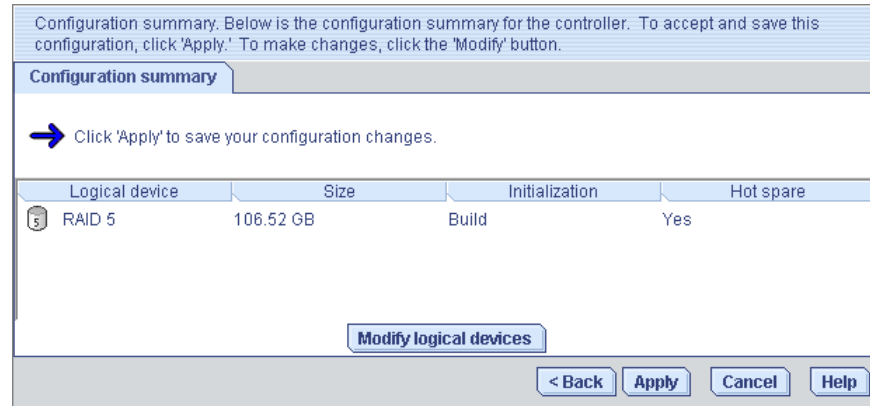 Configuration summary. Below is the configuration summary for the controller.  To accept and save this
configuration, click 'Apply.'  To make changes, click the 'Modify' button.
Configuration summary
Click 'Apply' to save your configuration changes.
Logical device Size Initialization Hot spare
5 RAID 5 106.52 GB Build Yes
Modify logical devices
< Back Apply Cancel Help